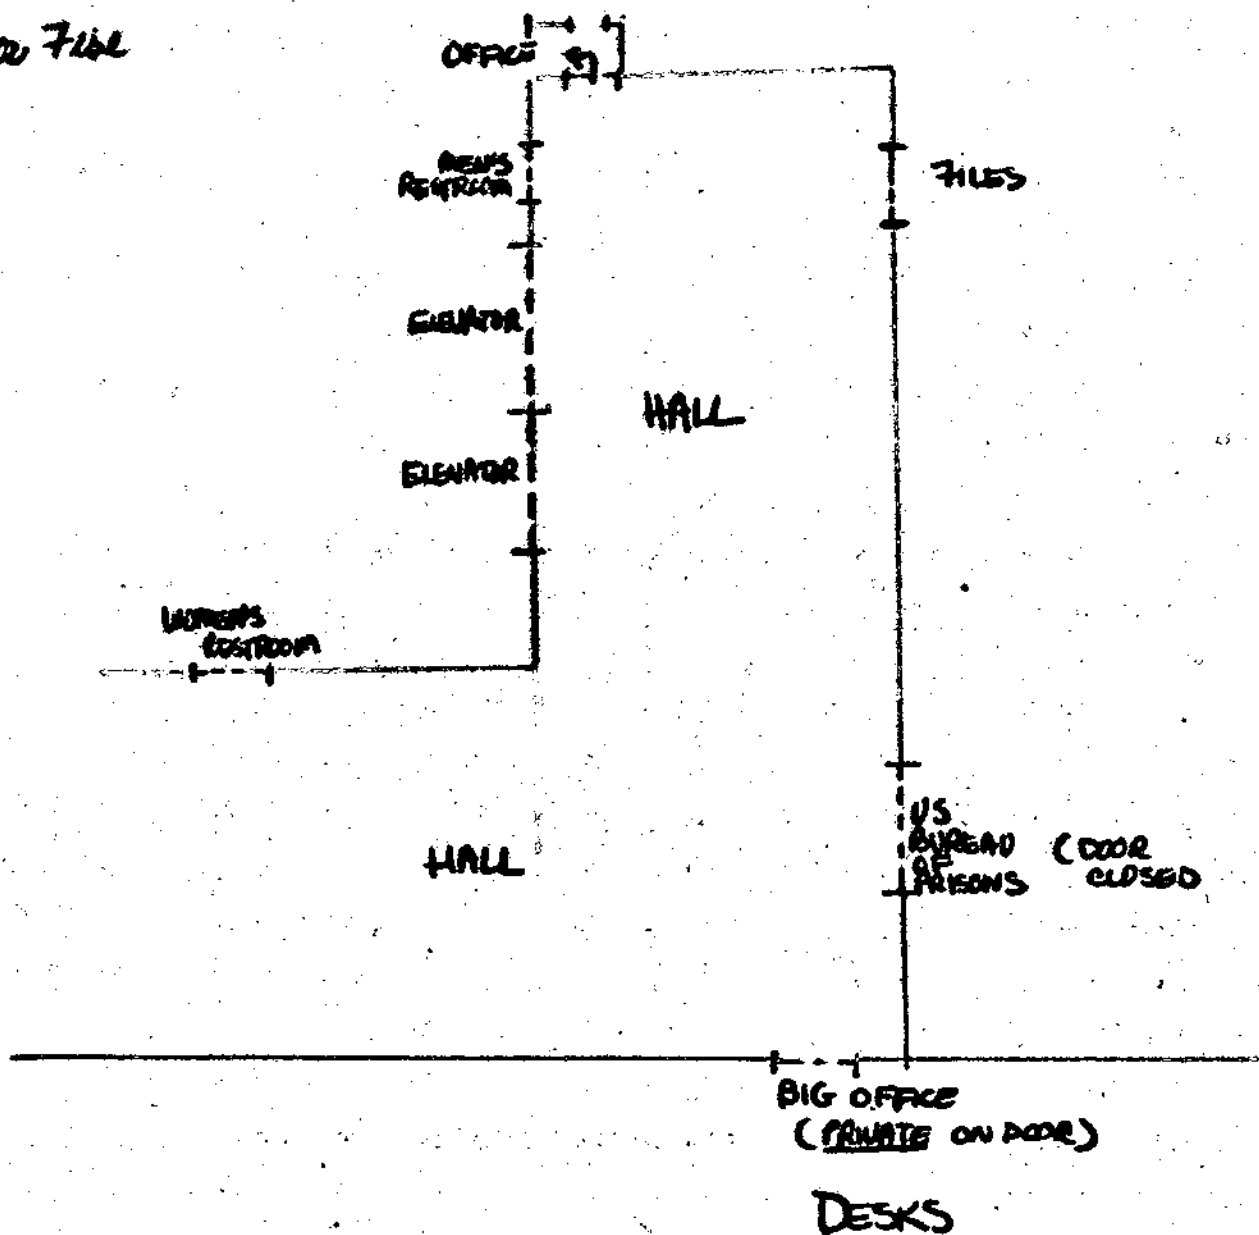 OFFICE
MEN'S
RESTROOM
FILES
ELEVATOR
HALL
ELEVATOR
WOMENS
RESTROOM
HALL
US
BUREAU
OF
PRISONS
(DOOR
CLOSED
BIG OFFICE
(PRIVATE ON DOOR)
DESKS